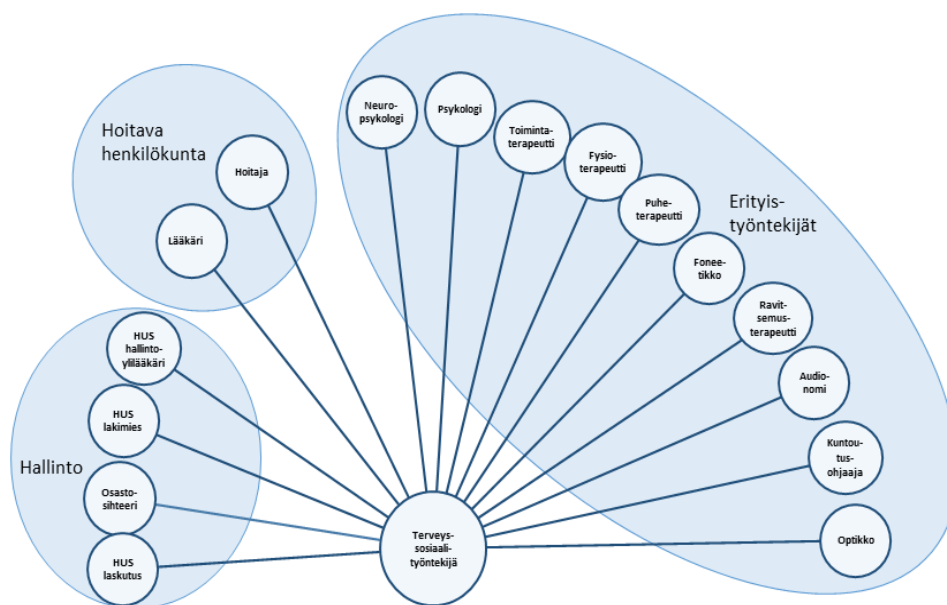 Hoitava
henkilökunta
Hoitaja
Lääkäri
Hallinto
HUS
hallinto-
ylilääkäri
HUS
lakimies
Osasto-
sihteeri
HUS
laskutus
Terveys-
sosiaali-
työntekijä
Erityis-
työntekijät
Neuro-
psykologi
Psykologi
Toiminta-
terapeutti
Fysio-
terapeutti
Puhe-
terapeutti
Fonee-
tikko
Ravit-
semus-
terapeutti
Audio-
nomi
Kuntou-
tus-
ohjaaja
Optikko